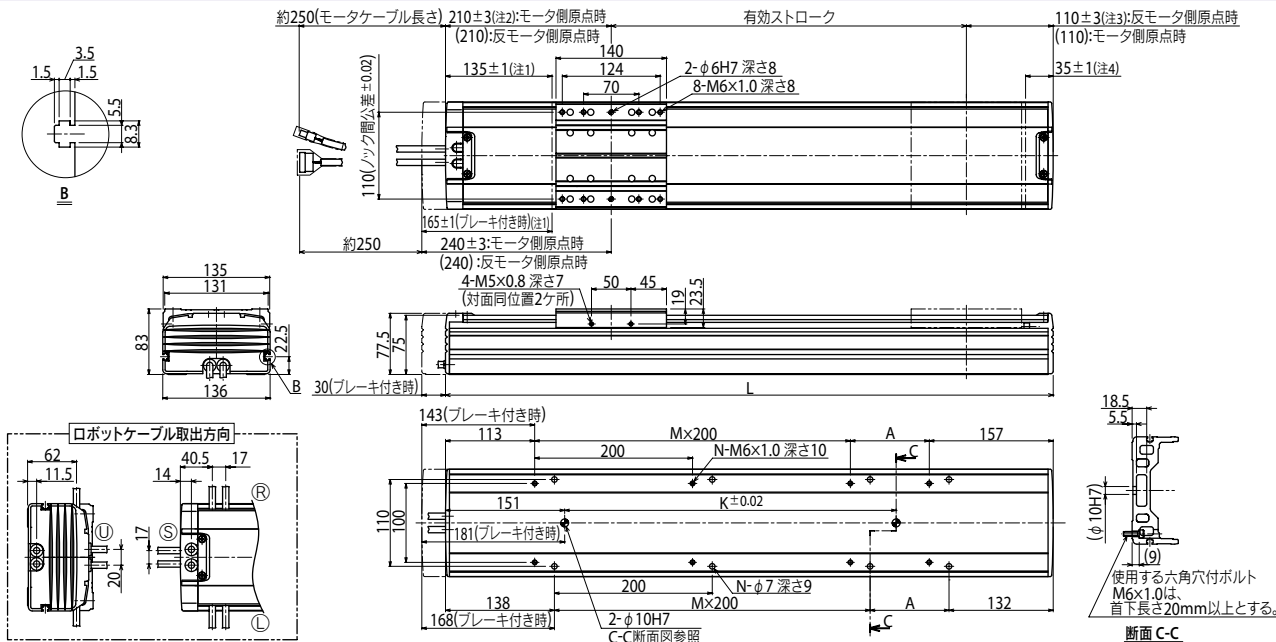 約250(モータケーブル長さ)
210±3(注2):モータ側原点時
(210):反モータ側原点時
有効ストローク
110±3(注3):反モータ側原点時
(110):モータ側原点時
140
135±1(注1)
124
2-φ6H7 深さ8
35±1(注4)
70
8-M6×1.0 深さ8
110(ノック間公差±0.02)
3.5
1.5
1.5
5.5
8.3
B
165±1(ブレーキ付き時)(注1)
約250
240±3:モータ側原点時
(240):反モータ側原点時
4-M5×0.8 深さ7
(対面同位置2ケ所)
50
45
19
23.5
135
131
83
22.5
136
B
77.5
75
30(ブレーキ付き時)
L
143(ブレーキ付き時)
113
M×200
A
157
C
200
N-M6×1.0 深さ10
151
K±0.02
181(ブレーキ付き時)
110
100
200
N-φ7 深さ9
138
M×200
A
132
168(ブレーキ付き時)
2-φ10H7
C-C断面図参照
C
ロボットケーブル取出方向
62
11.5
Ⓤ
20
40.5
17
14
Ⓡ
17
Ⓢ
Ⓛ
18.5
5.5
(φ10H7)
(9)
使用する六角穴付ボルト
M6×1.0は、
首下長さ20mm以上とする。
断面 C-C